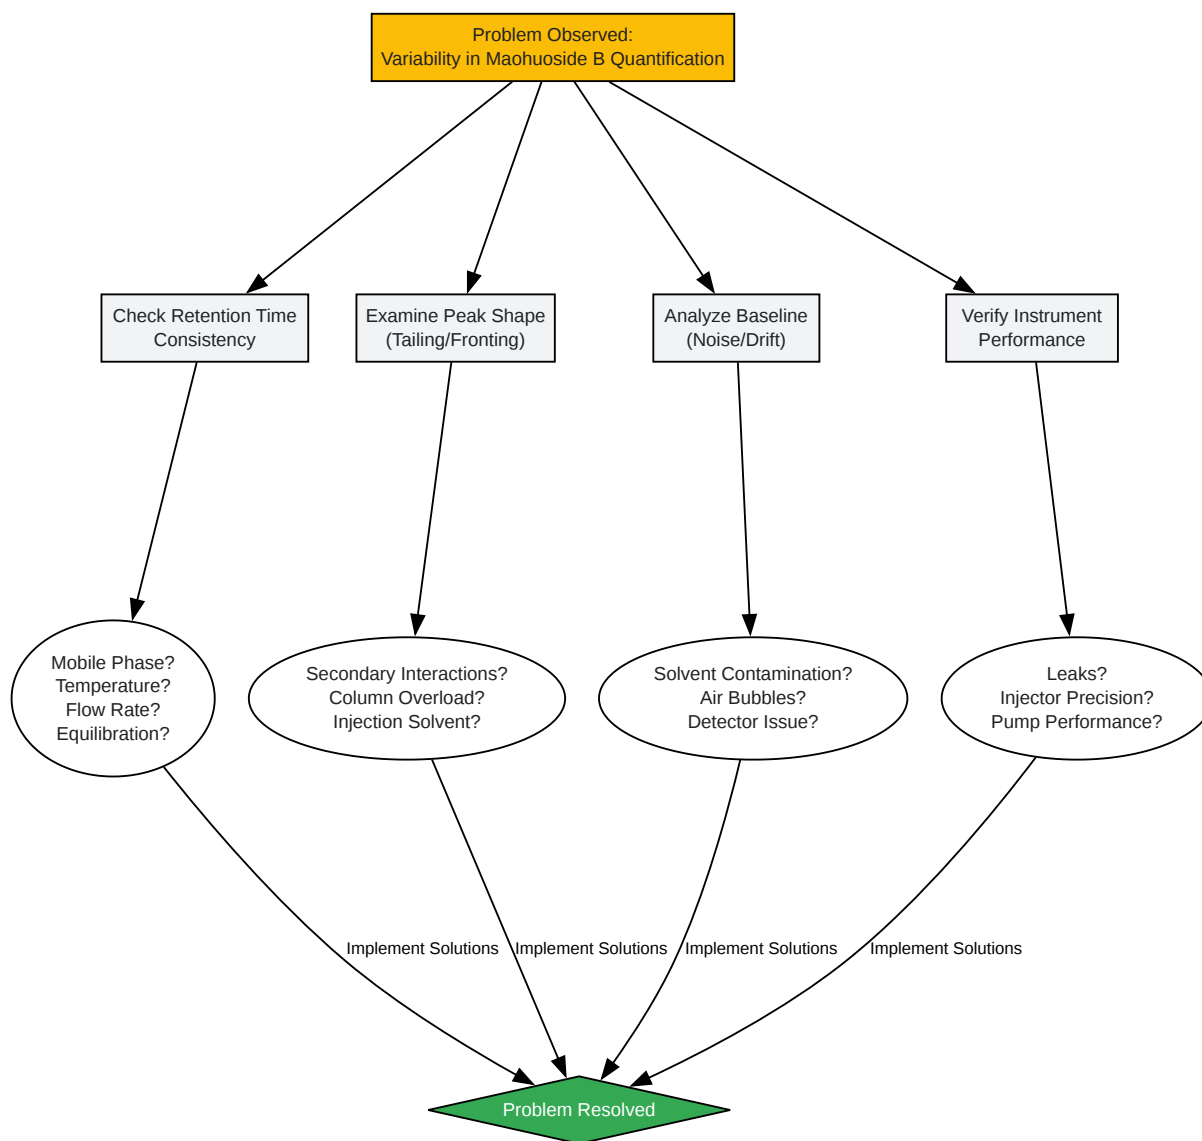 Problem Observed:
Variability in Maohuoside B Quantification
Check Retention Time
Consistency
Examine Peak Shape
(Tailing/Fronting)
Analyze Baseline
(Noise/Drift)
Verify Instrument
Performance
Mobile Phase?
Temperature?
Flow Rate?
Equilibration?
Secondary Interactions?
Column Overload?
Injection Solvent?
Solvent Contamination?
Air Bubbles?
Detector Issue?
Leaks?
Injector Precision?
Pump Performance?
Implement Solutions
Implement Solutions
Implement Solutions
Implement Solutions
Problem Resolved